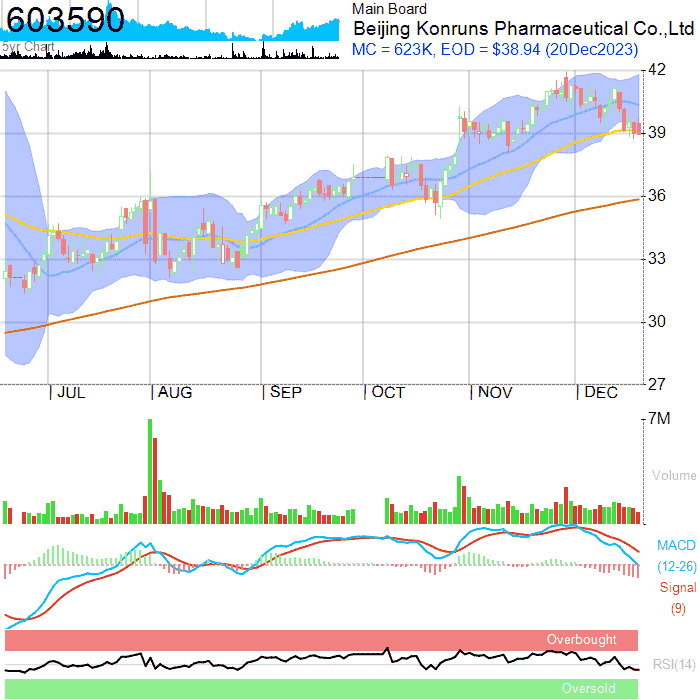 603590
5yr Chart
Main Board
Beijing Konruns Pharmaceutical Co.,Ltd
MC = 623K, EOD = $38.94 (20Dec2023)
42
39
36
33
30
27
JUL
AUG
SEP
OCT
NOV
DEC
7M
Volume
MACD
(12-26)
Signal
(9)
Overbought
RSI(14)
Oversold